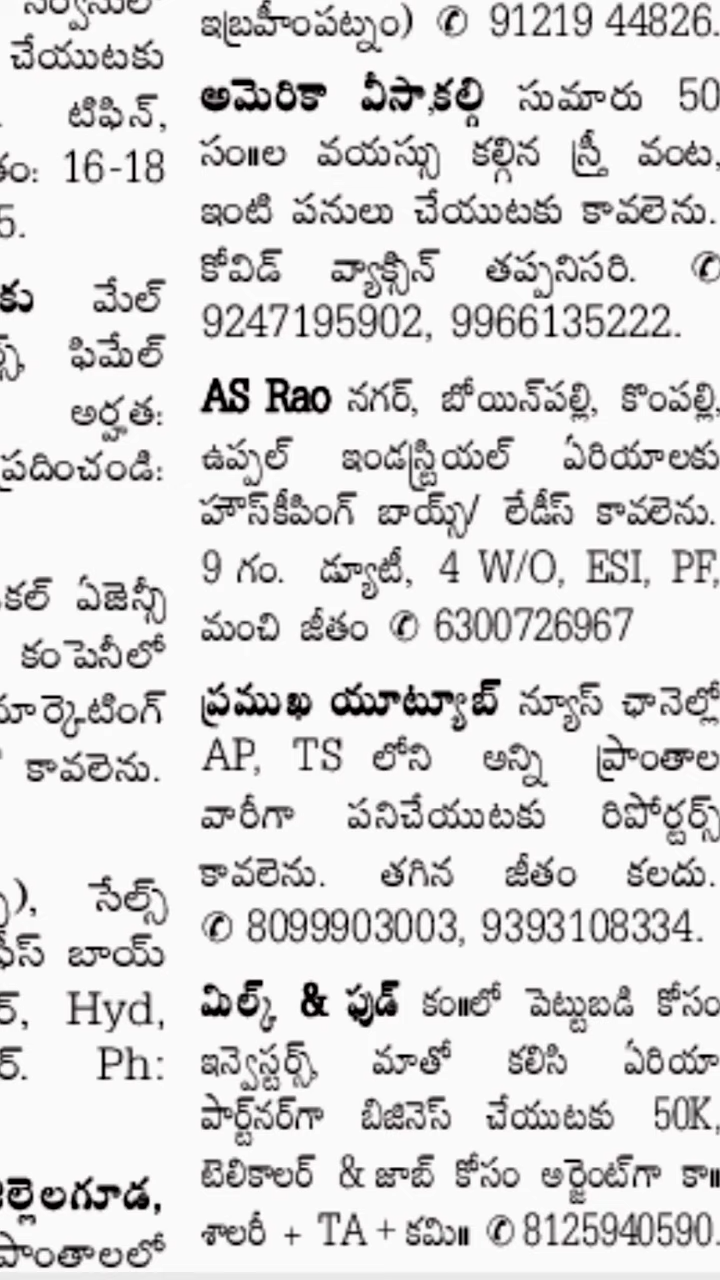 చేయుటకు
టిఫిన్,
16-18
5.
కు మేల్
ఫిమేల్
అర్హత:
కల్ ఏజెన్సీ
కంపెనీలో
కావలెను.
సేల్స్
బాయ్
Hyd,
Ph:
ఇబ్రహీంపట్నం) ✆ 91219 44826.
అమెరికా వీసా,కల్గి సుమారు 50
సం॥ల వయస్సు కల్గిన స్త్రీ వంట,
ఇంటి పనులు చేయుటకు కావలెను.
కోవిడ్ వ్యాక్సిన్ తప్పనిసరి. ✆
9247195902, 9966135222.
AS Rao నగర్, బోయిన్‌పల్లి, కొంపల్లి,
ఉప్పల్ ఇండస్ట్రియల్ ఏరియాలకు
హౌస్‌కీపింగ్ బాయ్స్/ లేడీస్ కావలెను.
9 గం. డ్యూటీ, 4 W/O, ESI, PF,
మంచి జీతం ✆ 6300726967
ప్రముఖ యూట్యూబ్ న్యూస్ ఛానెల్లో
AP, TS లోని అన్ని ప్రాంతాల
వారీగా పనిచేయుటకు రిపోర్టర్స్
కావలెను. తగిన జీతం కలదు.
✆ 8099903003, 9393108334.
మిల్క్ & ఫుడ్ కం॥లో పెట్టుబడి కోసం
ఇన్వెస్టర్స్, మాతో కలిసి ఏరియా
పార్ట్‌నర్‌గా బిజినెస్ చేయుటకు 50K,
టెలికాలర్ & జాబ్ కోసం అర్జెంట్‌గా కా॥
శాలరీ + TA + కమి॥ ✆ 8125940590.